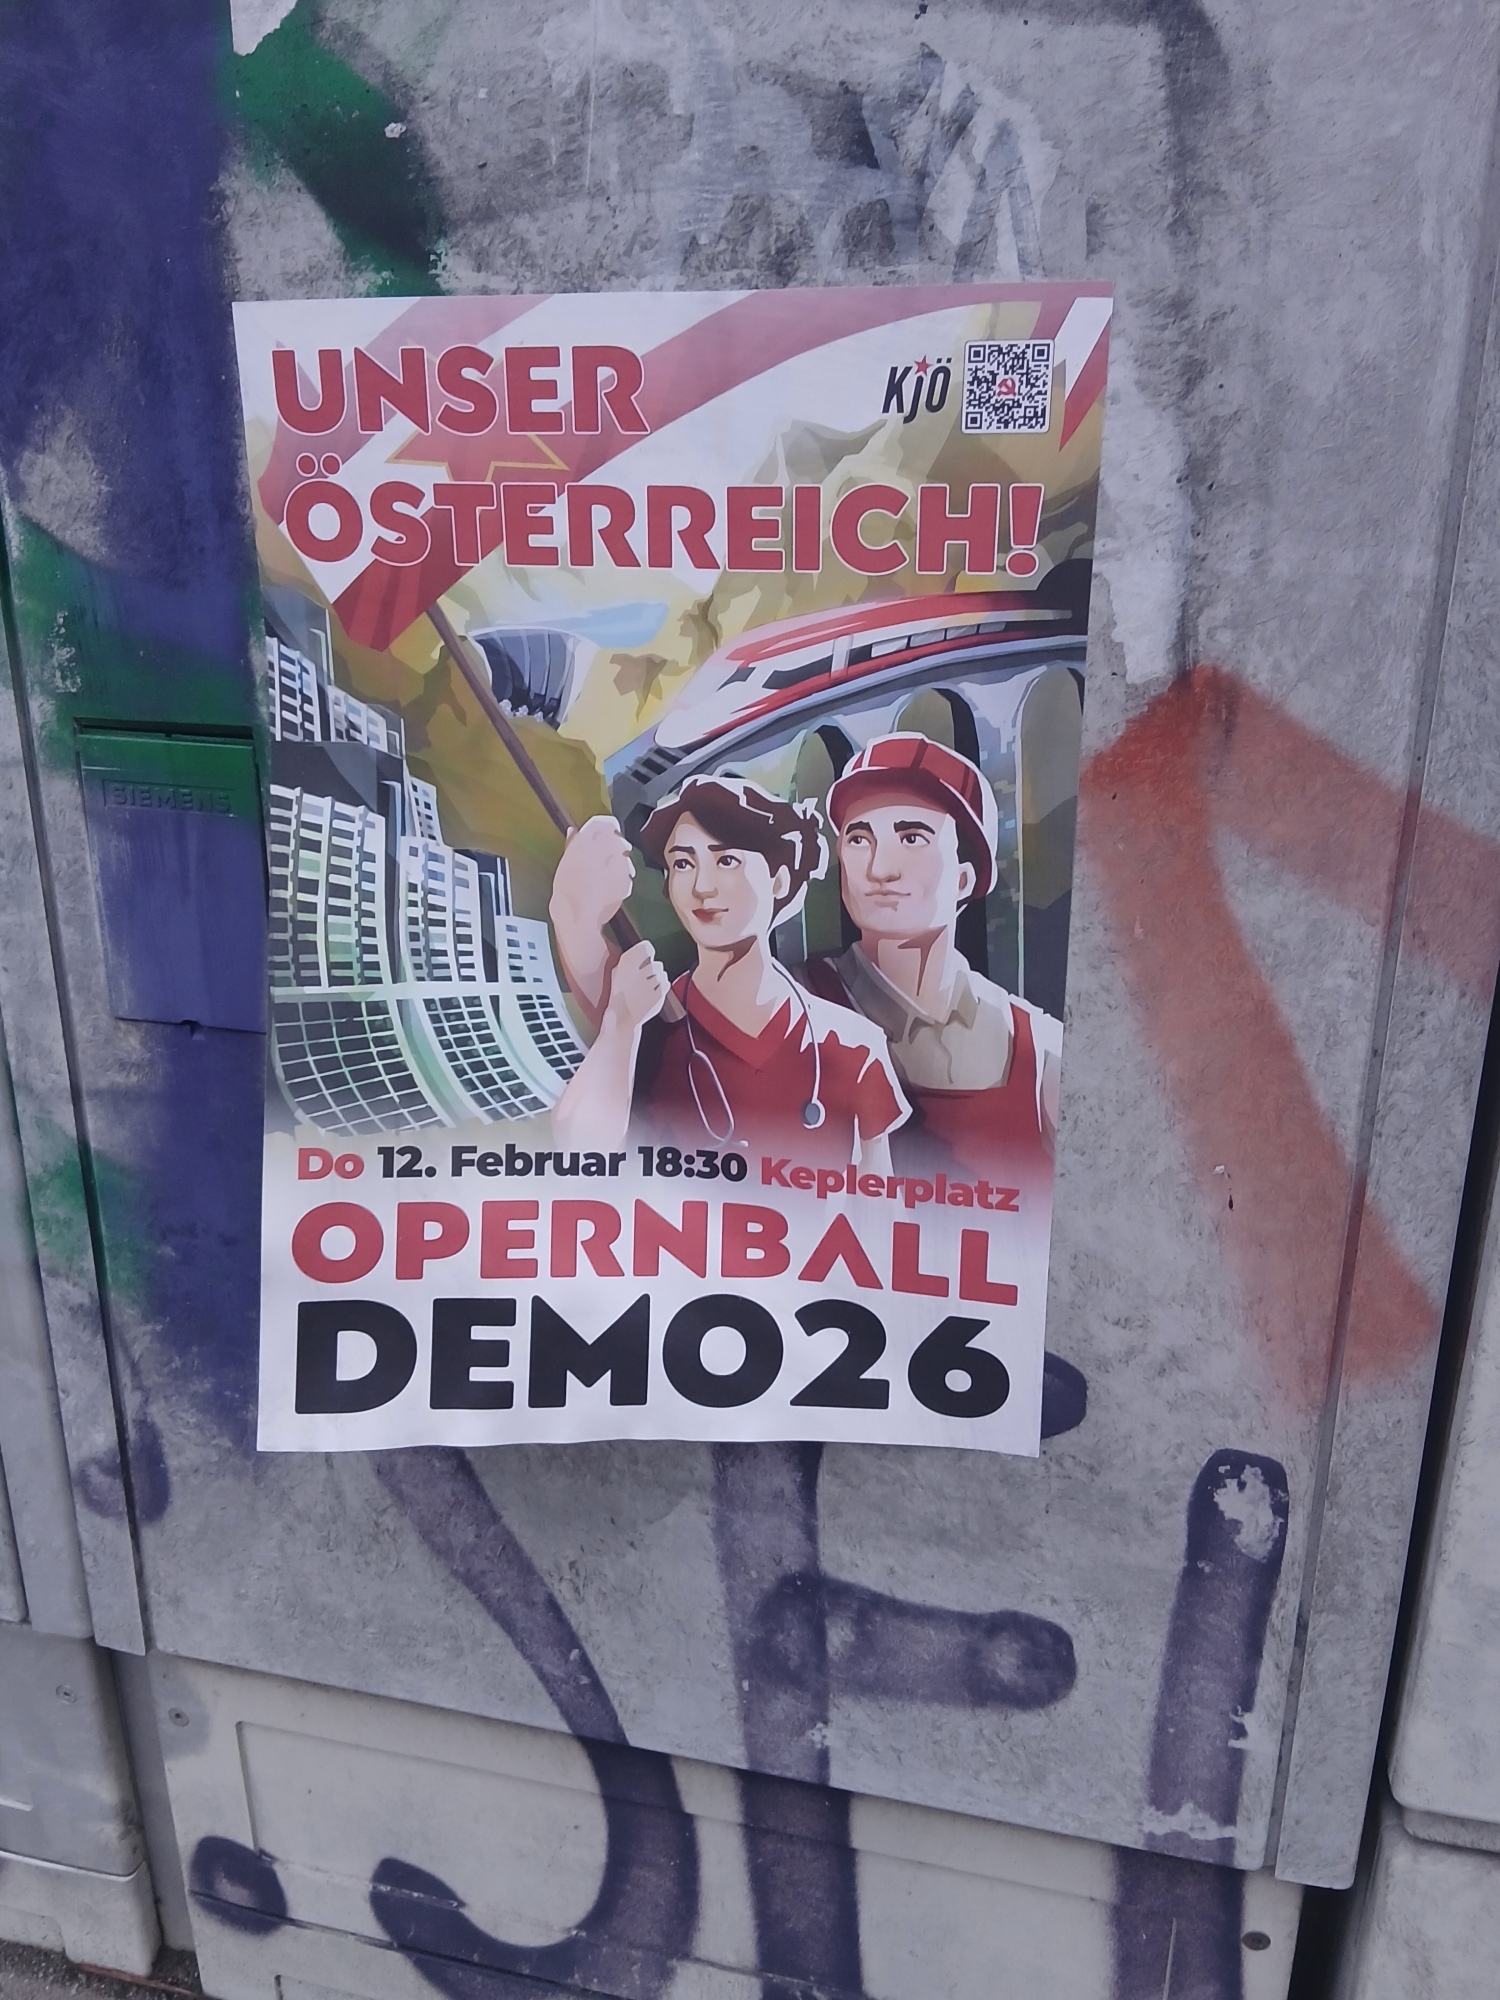 UNSER
KJÖ
ÖSTERREICH!
SIEMENS
Do 12. Februar 18:30 Keplerplatz
OPERNBALL
DEMO26